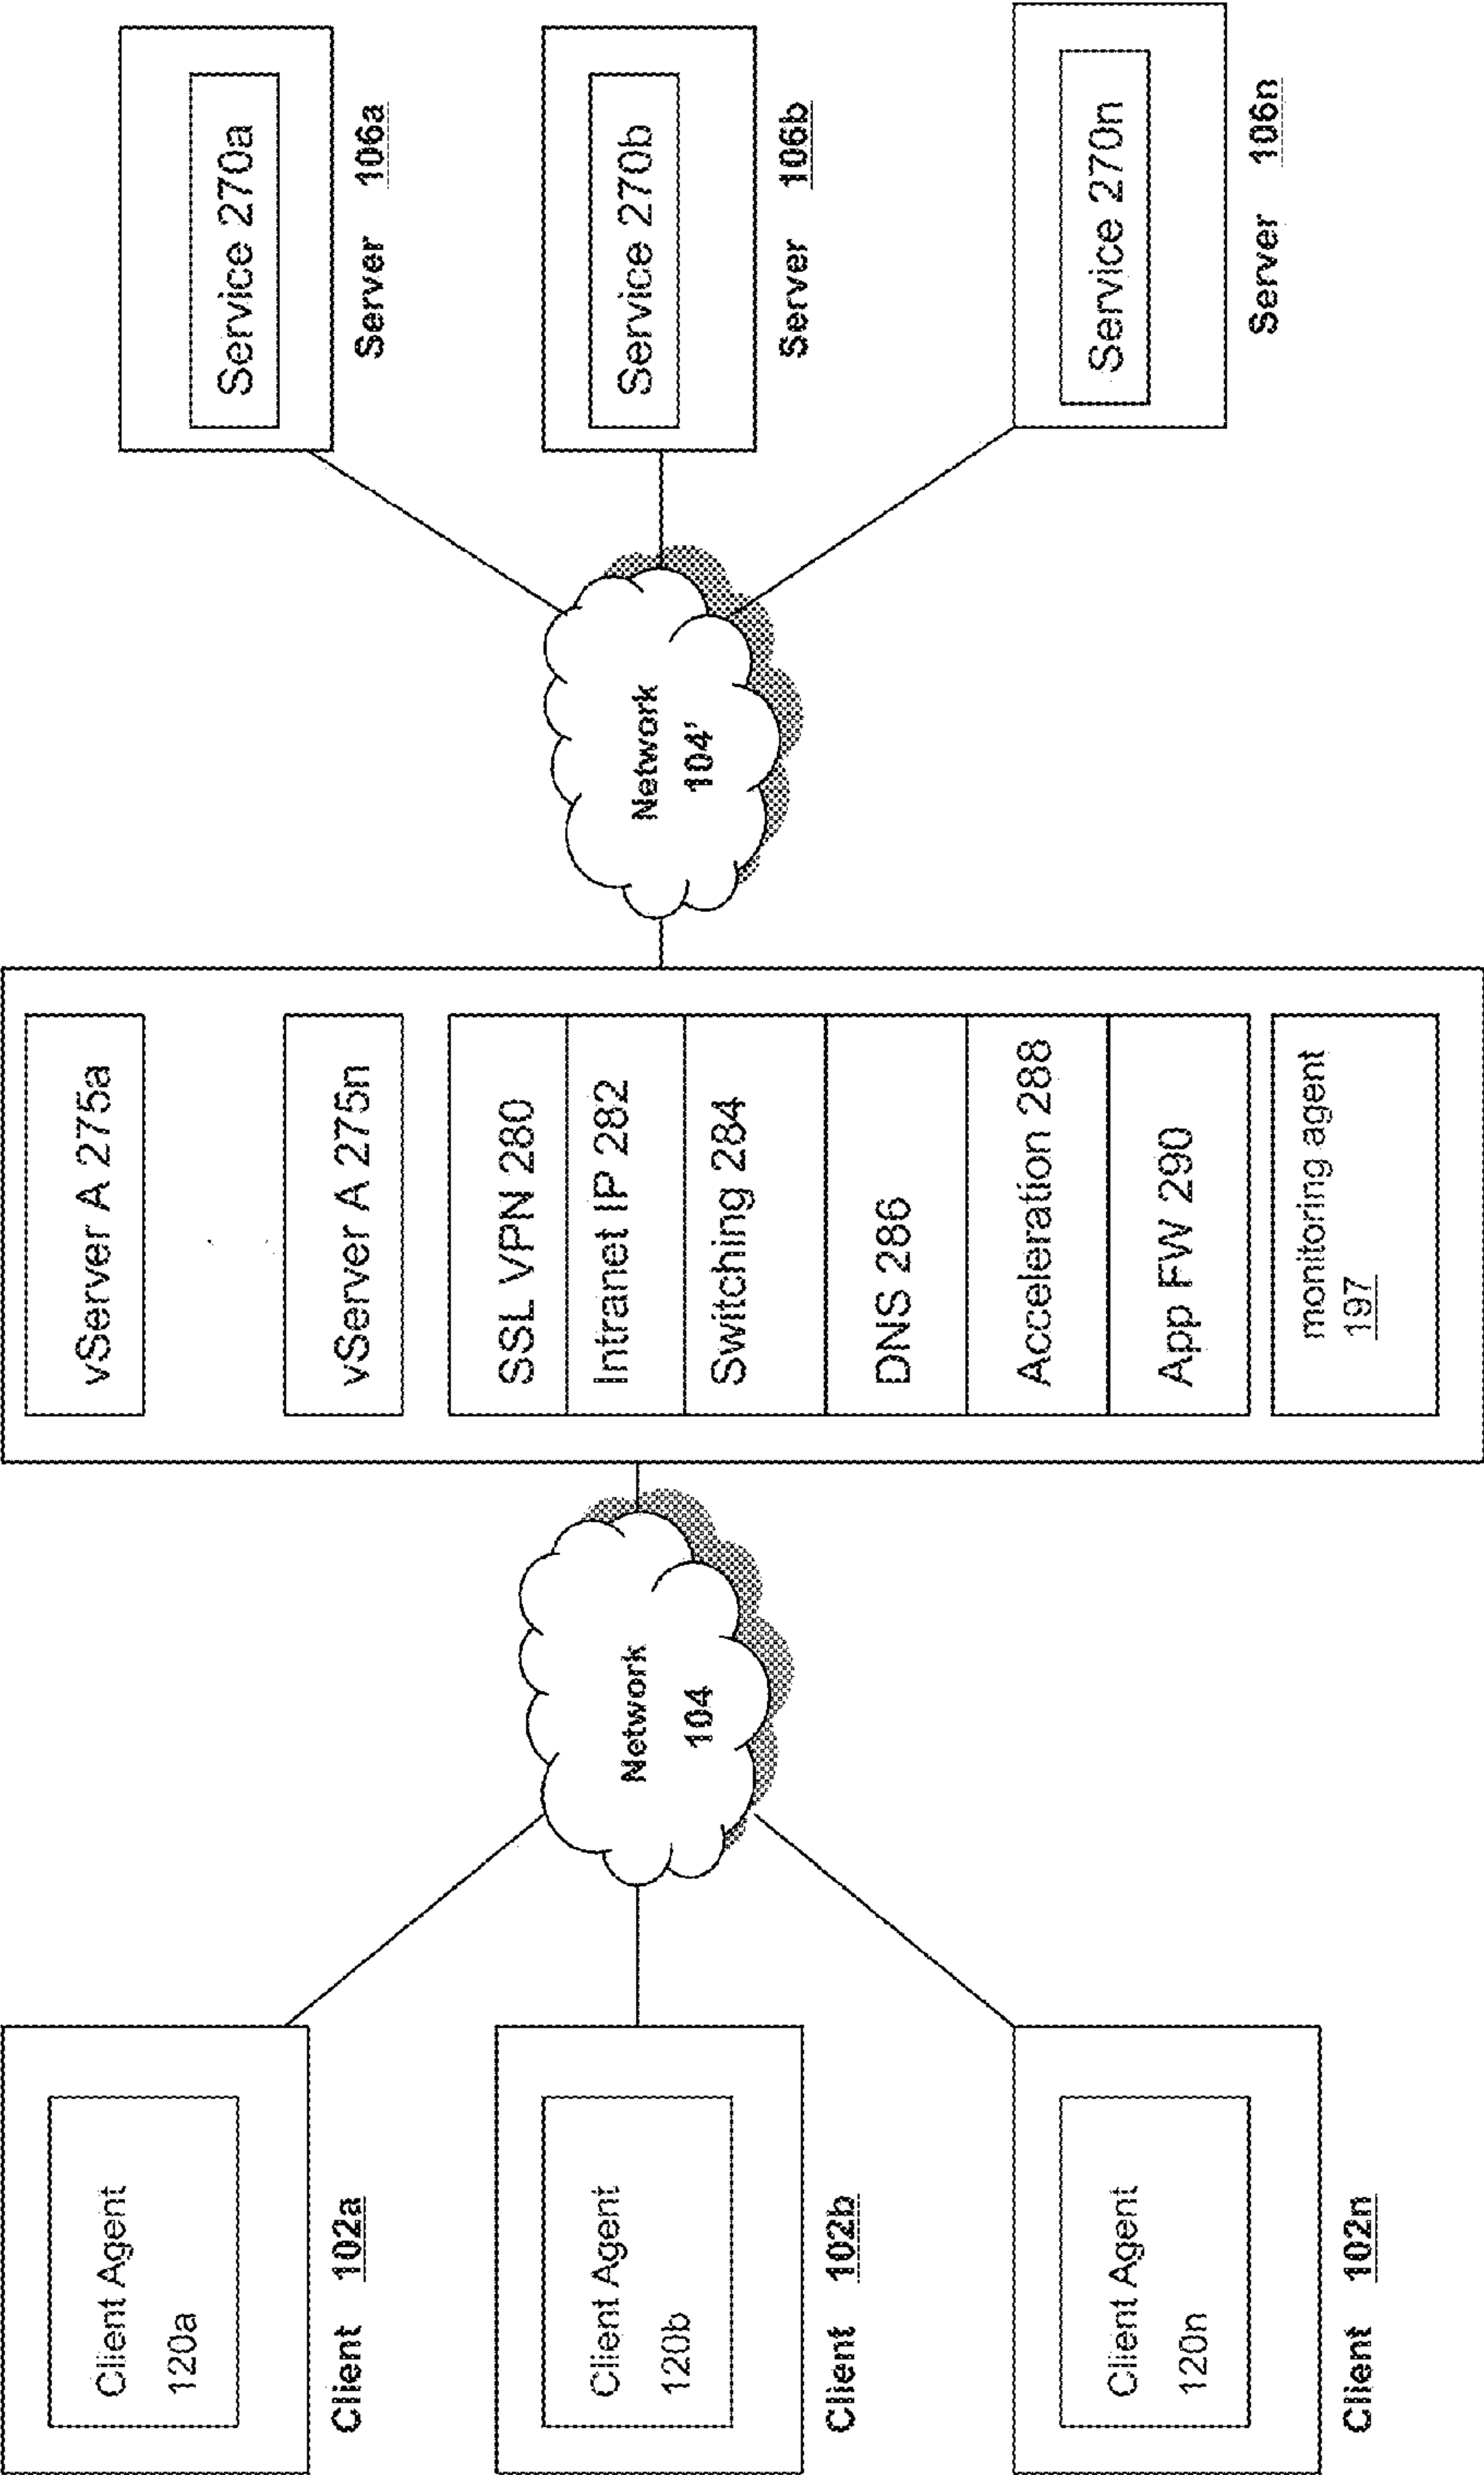 Client Agent
120a
Client 102a
Client Agent
120b
Client 102b
Client Agent
120n
Client 102n
Network
104
vServer A 275a
vServer A 275n
SSL VPN 280
Intranet IP 282
Switching 284
DNS 286
Acceleration 288
App FW 290
monitoring agent
197
Network
104'
Service 270a
Server 106a
Service 270b
Server 106b
Service 270n
Server 106n